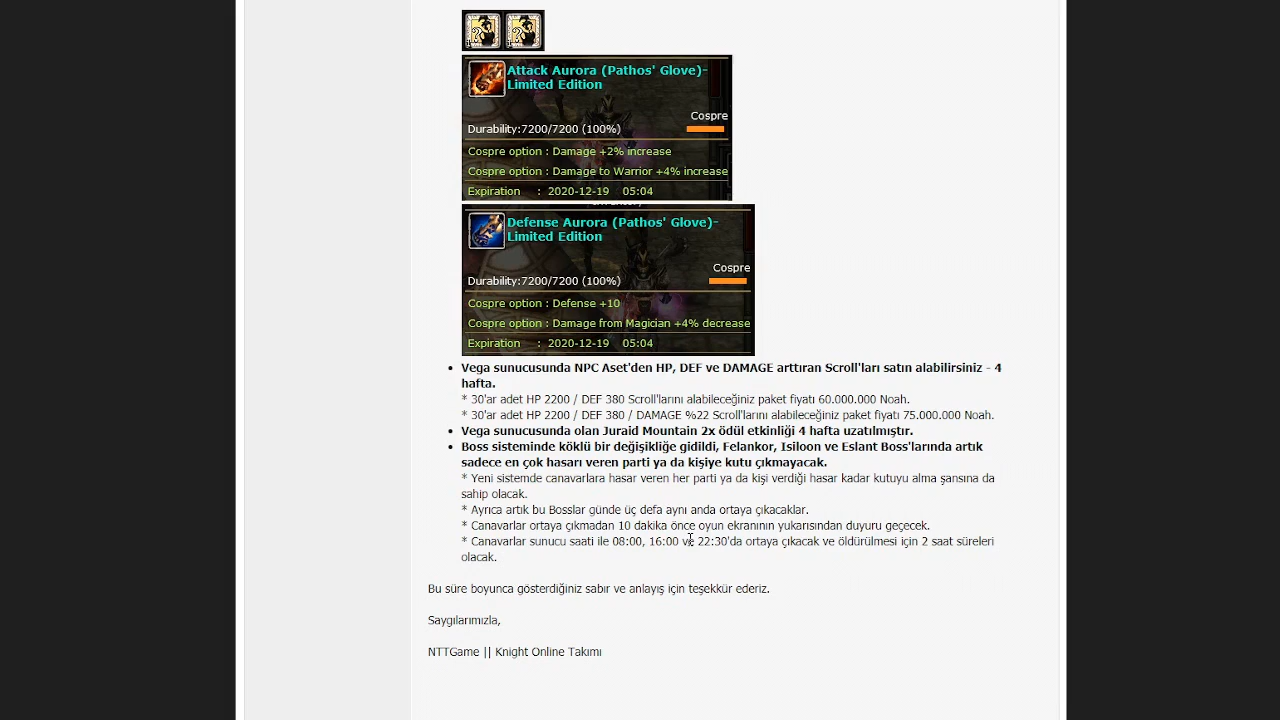 Attack Aurora (Pathos' Glove)-
Limited Edition
Cospre
Durability:7200/7200 (100%)
Cospre option : Damage +2% increase
Cospre option : Damage to Warrior +4% increase
Expiration : 2020-12-19 05:04
Defense Aurora (Pathos' Glove)-
Limited Edition
Cospre
Durability:7200/7200 (100%)
Cospre option : Defense +10
Cospre option : Damage from Magician +4% decrease
Expiration : 2020-12-19 05:04
• Vega sunucusunda NPC Aset'den HP, DEF ve DAMAGE arttıran Scroll'ları satın alabilirsiniz - 4
hafta.
* 30'ar adet HP 2200 / DEF 380 Scroll'larını alabileceğiniz paket fiyatı 60.000.000 Noah.
* 30'ar adet HP 2200 / DEF 380 / DAMAGE %22 Scroll'larını alabileceğiniz paket fiyatı 75.000.000 Noah.
• Vega sunucusunda olan Juraid Mountain 2x ödül etkinliği 4 hafta uzatılmıştır.
• Boss sisteminde köklü bir değişikliğe gidildi, Felankor, Isiloon ve Eslant Boss'larında artık
sadece en çok hasarı veren parti ya da kişiye kutu çıkmayacak.
* Yeni sistemde canavarlara hasar veren her parti ya da kişi verdiği hasar kadar kutuyu alma şansına da
sahip olacak.
* Ayrıca artık bu Bosslar günde üç defa aynı anda ortaya çıkacaklar.
* Canavarlar ortaya çıkmadan 10 dakika önce oyun ekranının yukarısından duyuru geçecek.
* Canavarlar sunucu saati ile 08:00, 16:00 ve 22:30'da ortaya çıkacak ve öldürülmesi için 2 saat süreleri
olacak.
Bu süre boyunca gösterdiğiniz sabır ve anlayış için teşekkür ederiz.
Saygılarımızla,
NTTGame || Knight Online Takımı